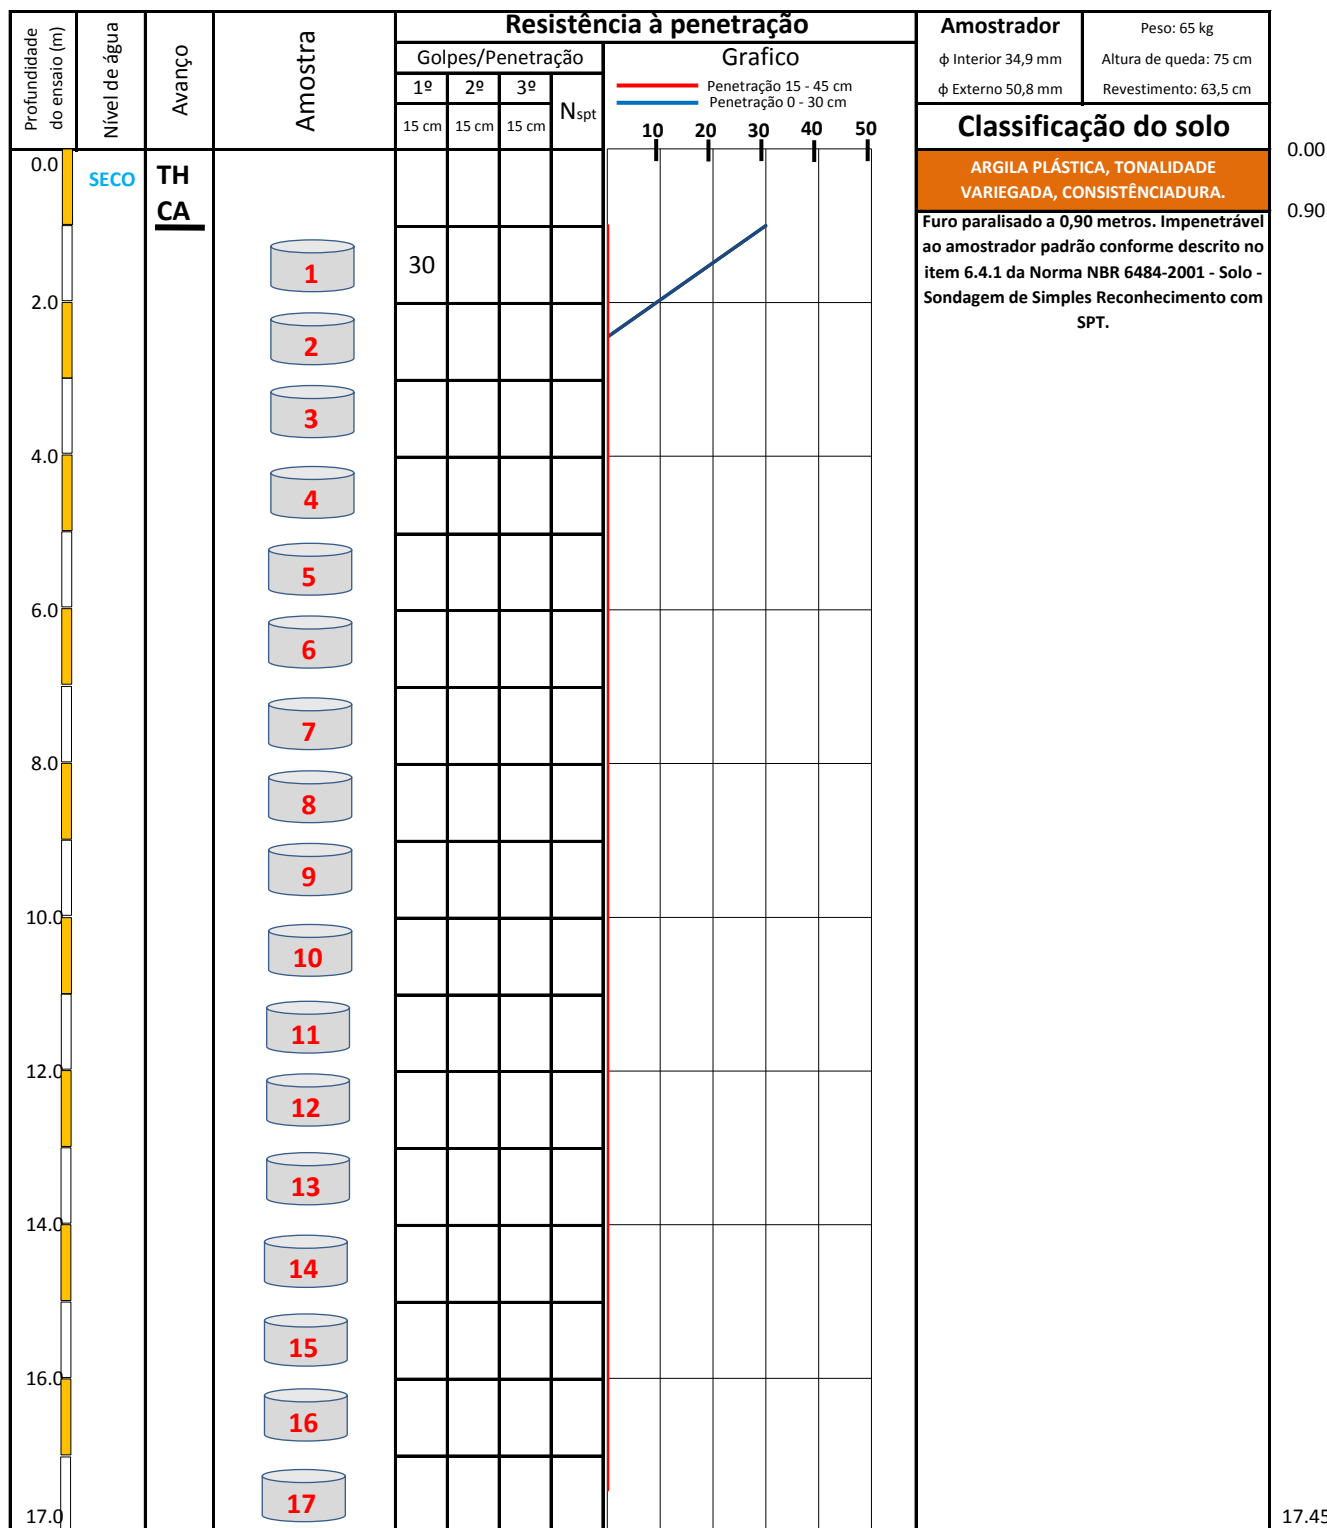 Profundidade do ensaio (m)
Nível de água
Avanço
Amostra
Resistência à penetração
Golpes/Penetração
1º 2º 3º
15 cm 15 cm 15 cm
Nspt
Grafico
Penetração 15 - 45 cm
Penetração 0 - 30 cm
10 20 30 40 50
Amostrador
ϕ Interior 34,9 mm
ϕ Externo 50,8 mm
Peso: 65 kg
Altura de queda: 75 cm
Revestimento: 63,5 cm
Classificação do solo
0.0
SECO
TH
CA
ARGILA PLÁSTICA, TONALIDADE
VARIEGADA, CONSISTÊNCIADURA.
0.00
0.90
Furo paralisado a 0,90 metros. Impenetrável
ao amostrador padrão conforme descrito no
item 6.4.1 da Norma NBR 6484-2001 - Solo -
Sondagem de Simples Reconhecimento com
SPT.
1
30
2.0
2
3
4.0
4
5
6.0
6
7
8.0
8
9
10.0
10
11
12.0
12
13
14.0
14
15
16.0
16
17
17.0
17.45